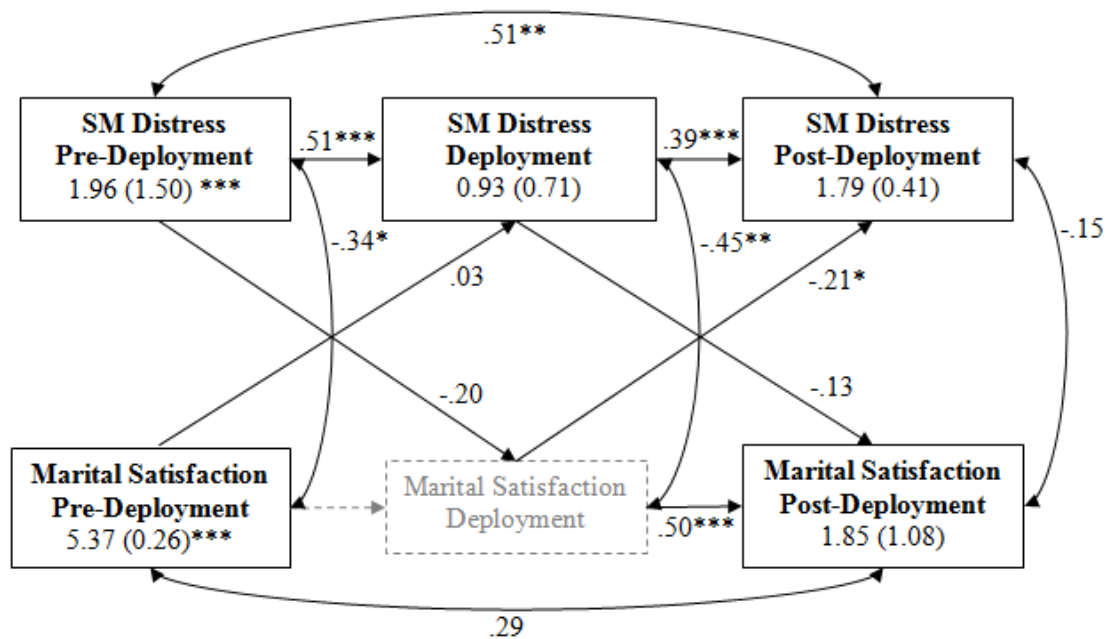 .51**
SM Distress
Pre-Deployment
1.96 (1.50) ***
.51***
SM Distress
Deployment
0.93 (0.71)
.39***
SM Distress
Post-Deployment
1.79 (0.41)
-.34*
.03
-.45**
-.21*
-.15
-.20
-.13
Marital Satisfaction
Pre-Deployment
5.37 (0.26)***
Marital Satisfaction
Deployment
.50***
Marital Satisfaction
Post-Deployment
1.85 (1.08)
.29